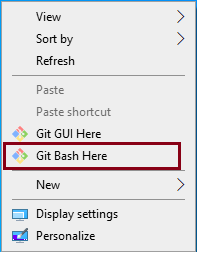 View
Sort by
Refresh
Paste
Paste shortcut
Git GUI Here
Git Bash Here
New
Display settings
Personalize